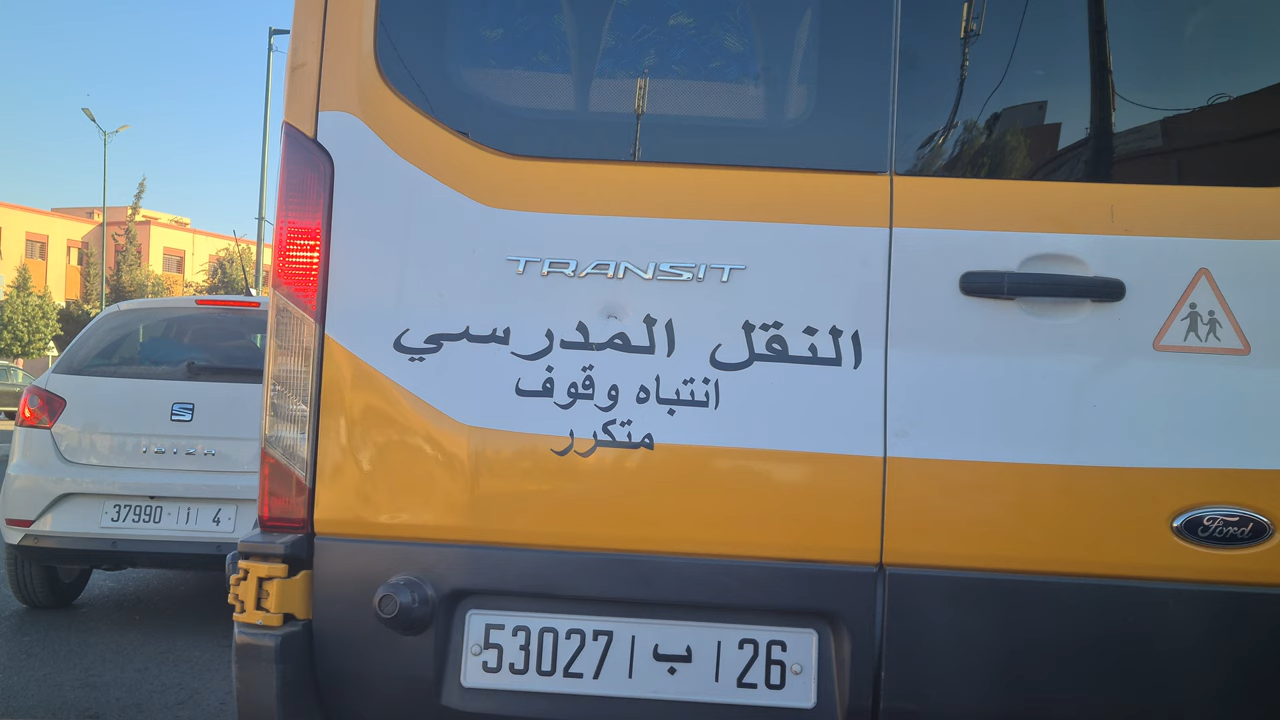 TRANSIT
النقل المدرسي
انتباه وقوف
متكرر
Ford
IBIZA
37990 | أ | 4
53027 | ب | 26